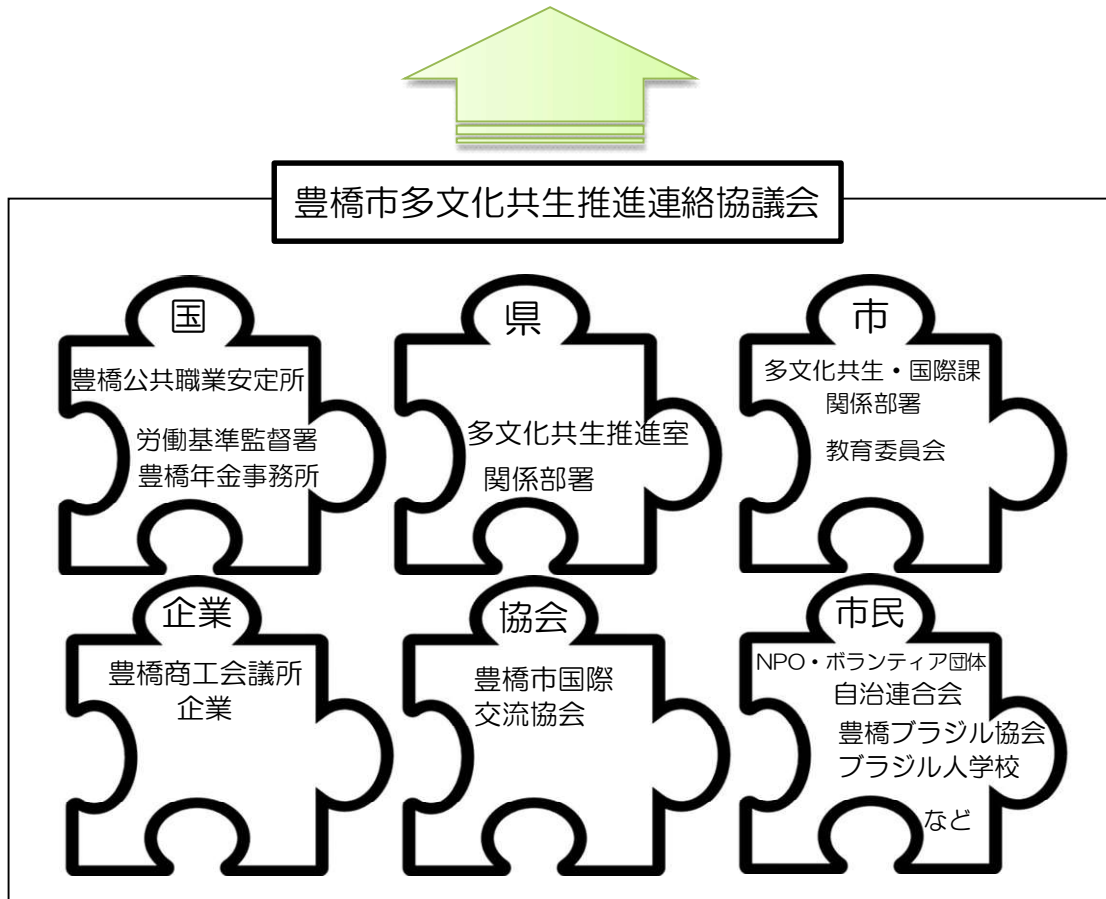 豊橋市多文化共生推進連絡協議会
国
豊橋公共職業安定所
労働基準監督署
豊橋年金事務所
県
多文化共生推進室
関係部署
市
多文化共生・国際課
関係部署
教育委員会
企業
豊橋商工会議所
企業
協会
豊橋市国際
交流協会
市民
NPO・ボランティア団体
自治連合会
豊橋ブラジル協会
ブラジル人学校
など